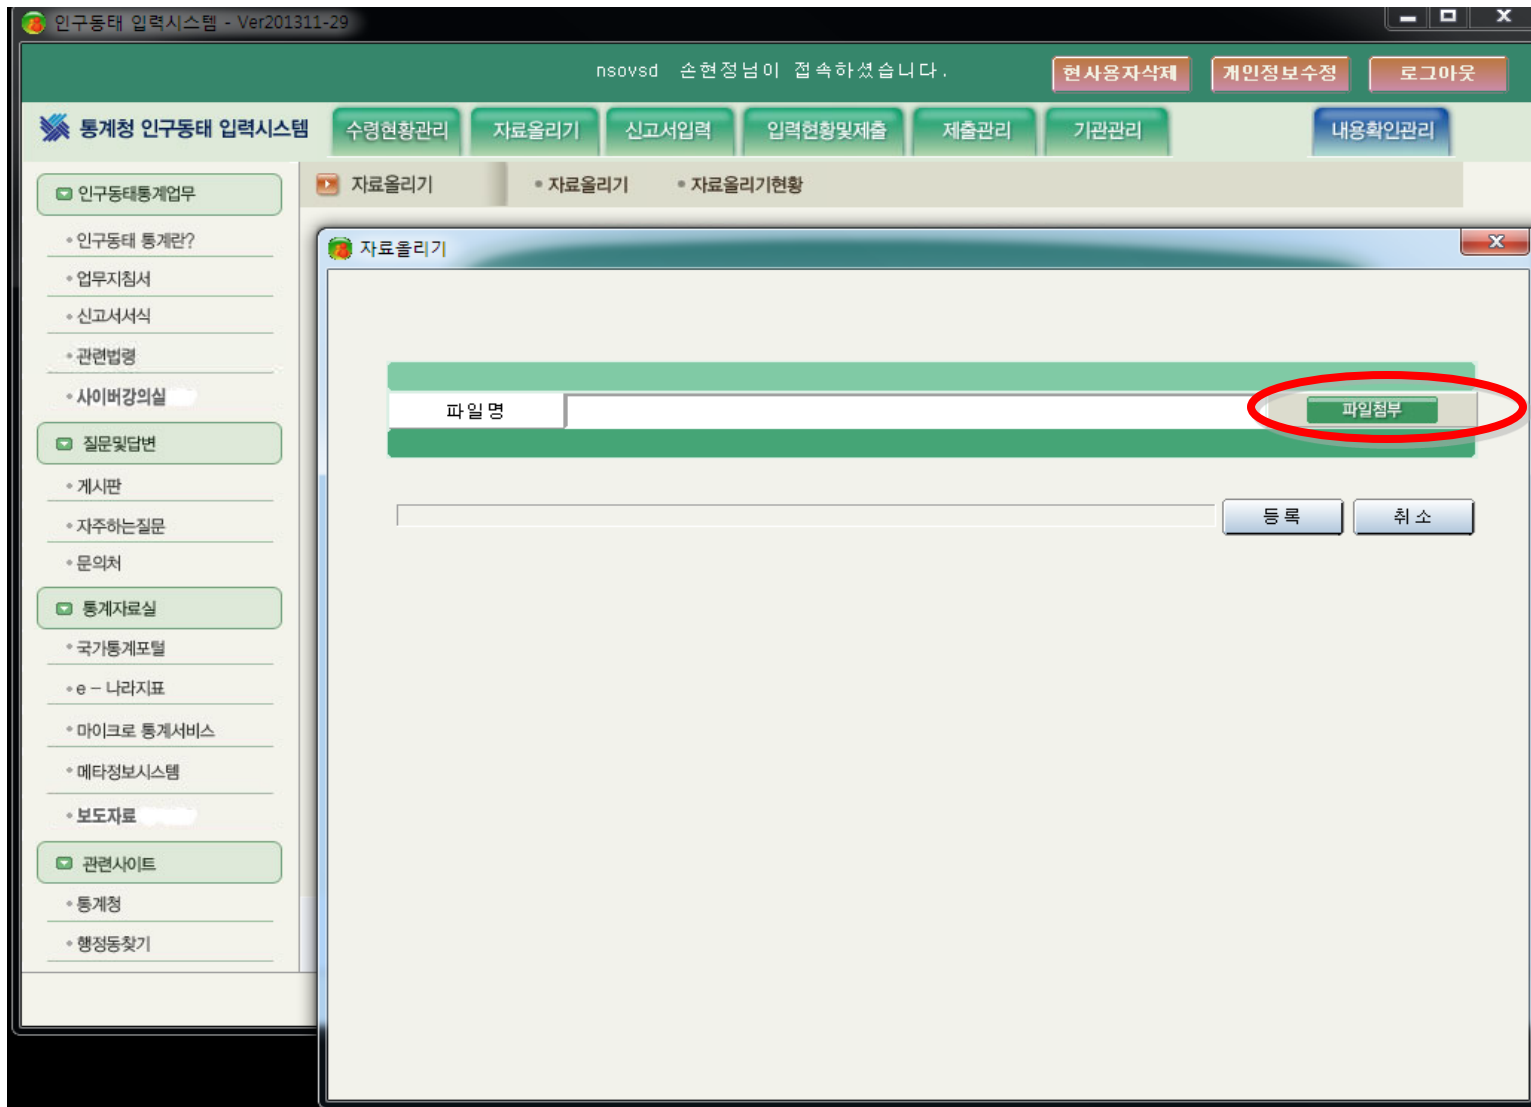 인구동태 입력시스템 - Ver201311-29
nsovsd 손현정님이 접속하셨습니다.
현사용자삭제
개인정보수정
로그아웃
통계청 인구동태 입력시스템
수령현황관리
자료올리기
신고서입력
입력현황및제출
제출관리
기관관리
내용확인관리
인구동태통계업무
인구동태 통계란?
업무지침서
신고서서식
관련법령
사이버강의실
질문및답변
게시판
자주하는질문
문의처
통계자료실
국가통계포털
e - 나라지표
마이크로 통계서비스
메타정보시스템
보도자료
관련사이트
통계청
행정동찾기
자료올리기
자료올리기
자료올리기현황
자료올리기
파일명
파일첨부
등록
취소